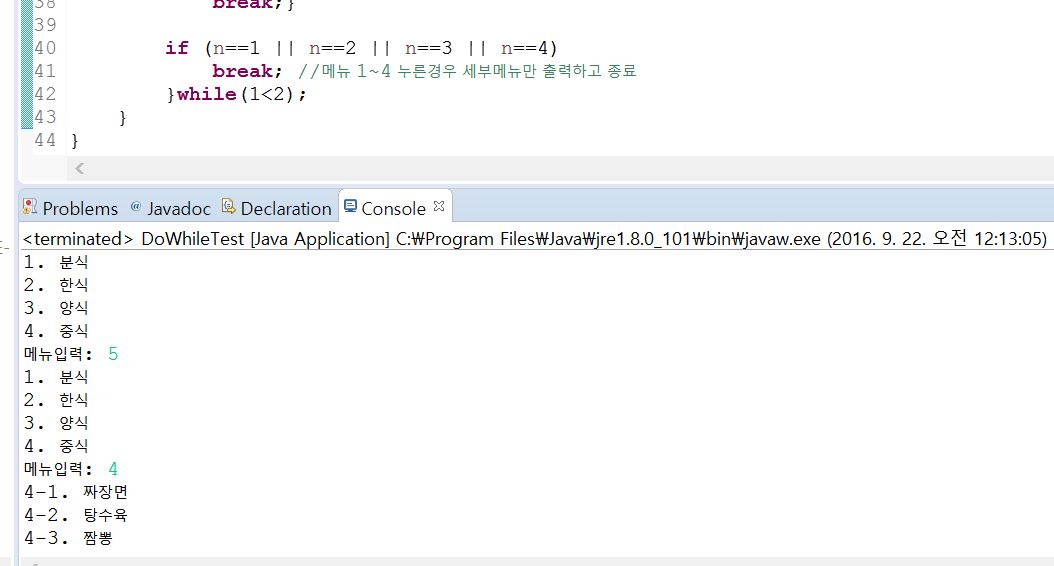 38 break;}
39
40 if (n==1 || n==2 || n==3 || n==4)
41 break; //메뉴 1~4 누른경우 세부메뉴만 출력하고 종료
42 }while(1<2);
43 }
44 }
Problems @ Javadoc Declaration Console
<terminated> DoWhileTest [Java Application] C:₩Program Files₩Java₩jre1.8.0_101₩bin₩javaw.exe (2016. 9. 22. 오전 12:13:05)
1. 분식
2. 한식
3. 양식
4. 중식
메뉴입력: 5
1. 분식
2. 한식
3. 양식
4. 중식
메뉴입력: 4
4-1. 짜장면
4-2. 탕수육
4-3. 짬뽕